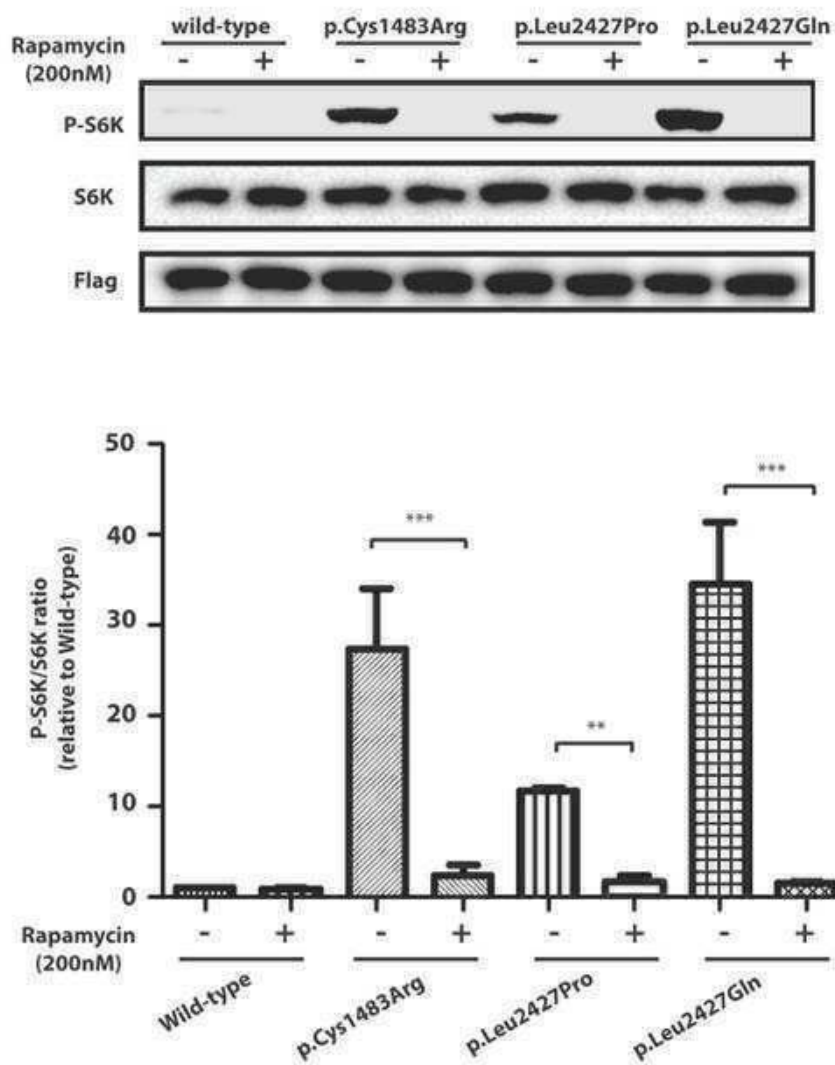 wild-type p.Cys1483Arg p.Leu2427Pro p.Leu2427Gln
Rapamycin
(200nM)
- + - + - + - +
P-S6K
S6K
Flag
P-S6K/S6K ratio
(relative to Wild-type)
50
40
30
20
10
0
***
**
***
Rapamycin
(200nM)
- + - + - + - +
Wild-type
p.Cys1483Arg
p.Leu2427Pro
p.Leu2427Gln